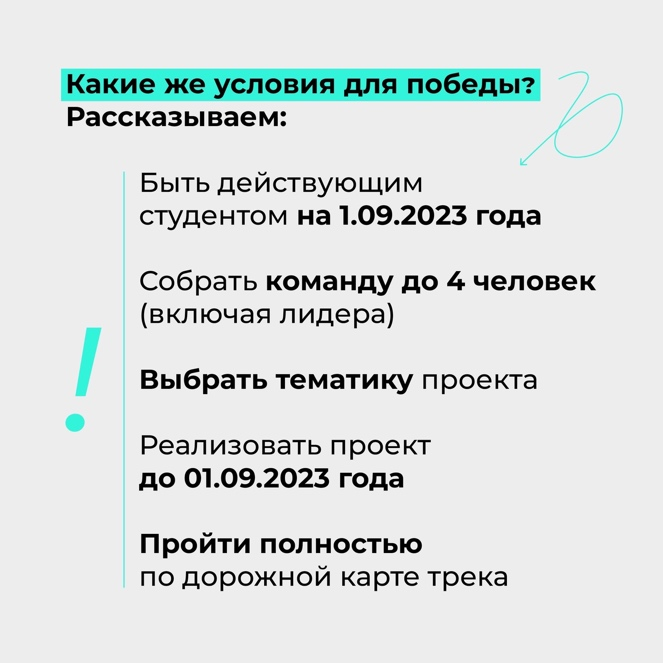 Какие же условия для победы?
Рассказываем:
Быть действующим
студентом на 1.09.2023 года
Собрать команду до 4 человек
(включая лидера)
!
Выбрать тематику проекта
Реализовать проект
до 01.09.2023 года
Пройти полностью
по дорожной карте трека